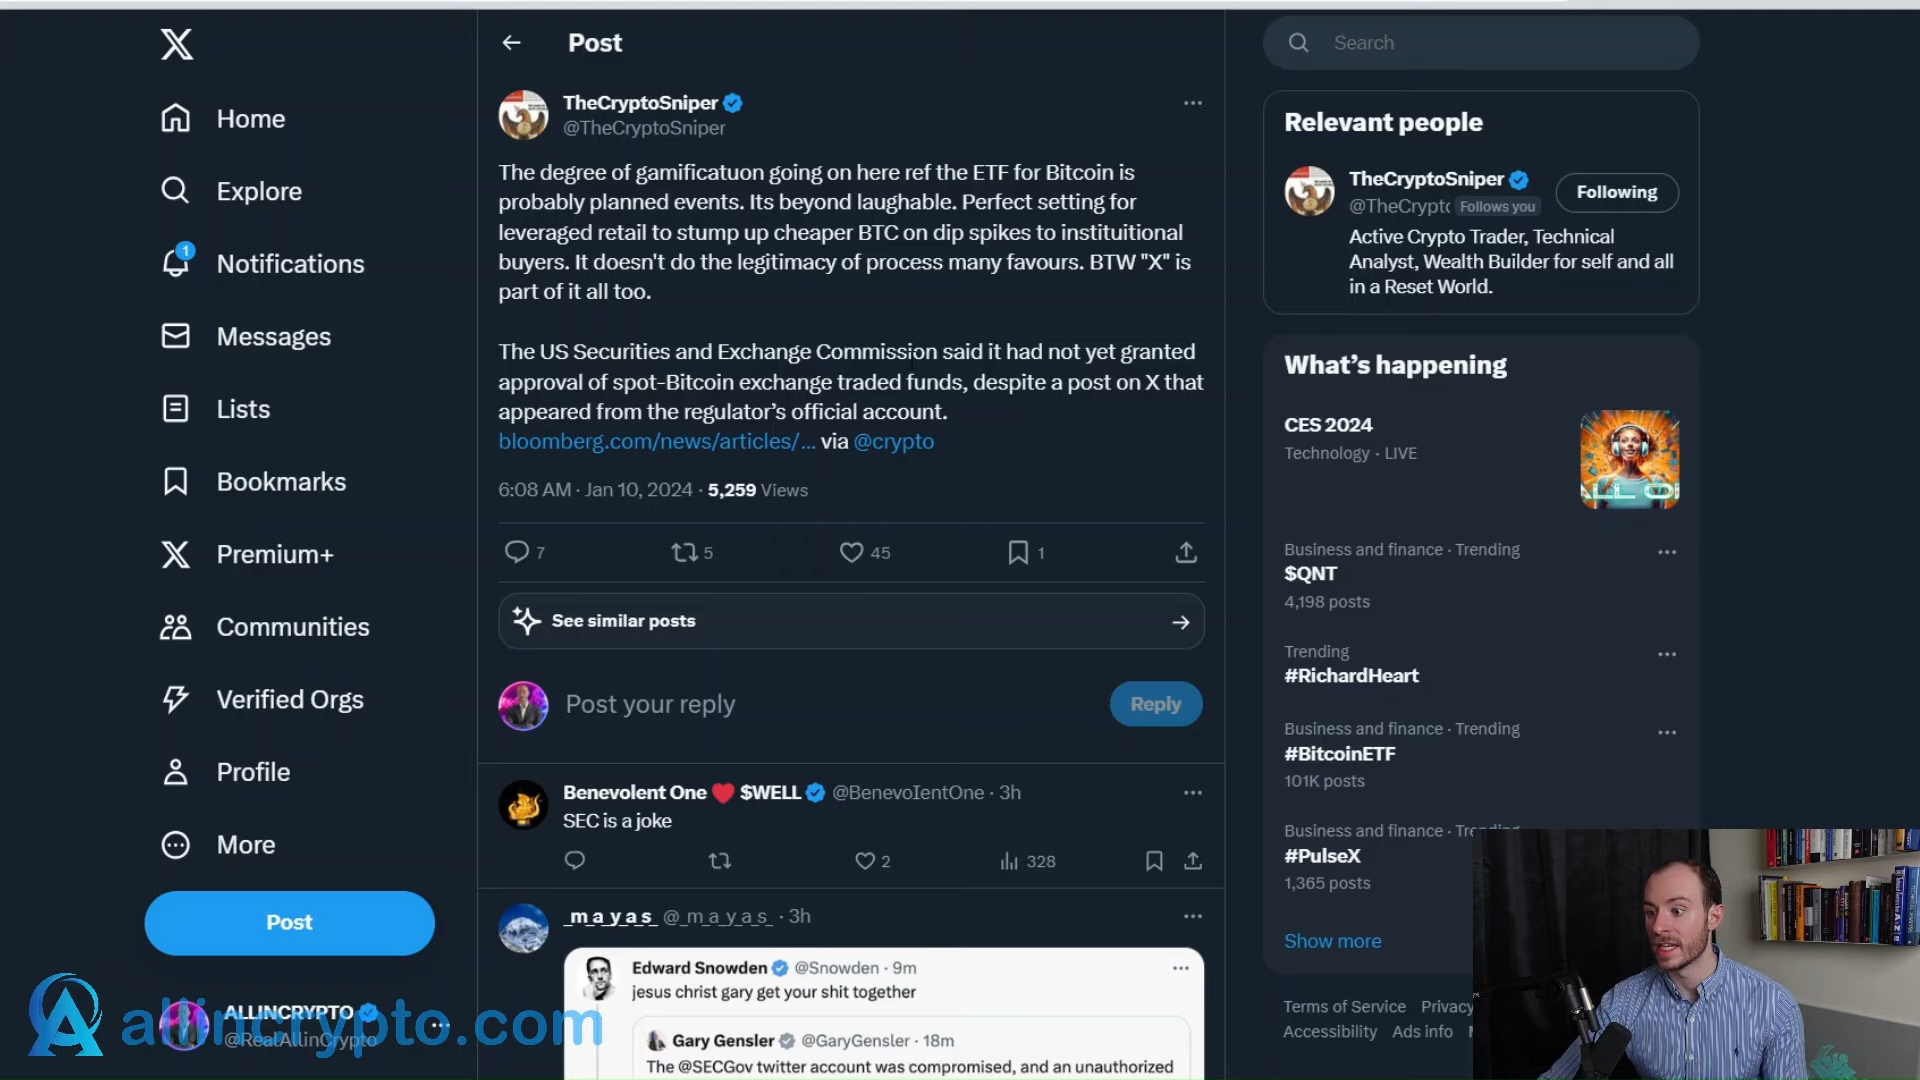 Home
Explore
1
Notifications
Messages
Lists
Bookmarks
Premium+
Communities
Verified Orgs
Profile
More
Post
ALLINCRYPTO
@RealAllinCrypto
allincrypto.com
Post
TheCryptoSniper
@TheCryptoSniper
The degree of gamificatuon going on here ref the ETF for Bitcoin is
probably planned events. Its beyond laughable. Perfect setting for
leveraged retail to stump up cheaper BTC on dip spikes to instituitional
buyers. It doesn't do the legitimacy of process many favours. BTW "X" is
part of it all too.
The US Securities and Exchange Commission said it had not yet granted
approval of spot-Bitcoin exchange traded funds, despite a post on X that
appeared from the regulator’s official account.
bloomberg.com/news/articles/... via @crypto
6:08 AM · Jan 10, 2024 · 5,259 Views
7 5 45 1
See similar posts
Post your reply
Reply
Benevolent One ❤️ $WELL @BenevoIentOne · 3h
SEC is a joke
2 328
_m_a_y_a_s_ @_m_a_y_a_s_ · 3h
Edward Snowden @Snowden · 9m
jesus christ gary get your shit together
Gary Gensler @GaryGensler · 18m
The @SECGov twitter account was compromised, and an unauthorized
Search
Relevant people
TheCryptoSniper
Following
@TheCrypto Follows you
Active Crypto Trader, Technical
Analyst, Wealth Builder for self and all
in a Reset World.
What’s happening
CES 2024
Technology · LIVE
Business and finance · Trending
$QNT
4,198 posts
Trending
#RichardHeart
Business and finance · Trending
#BitcoinETF
101K posts
Business and finance · Trending
#PulseX
1,365 posts
Show more
Terms of Service Privacy
Accessibility Ads info